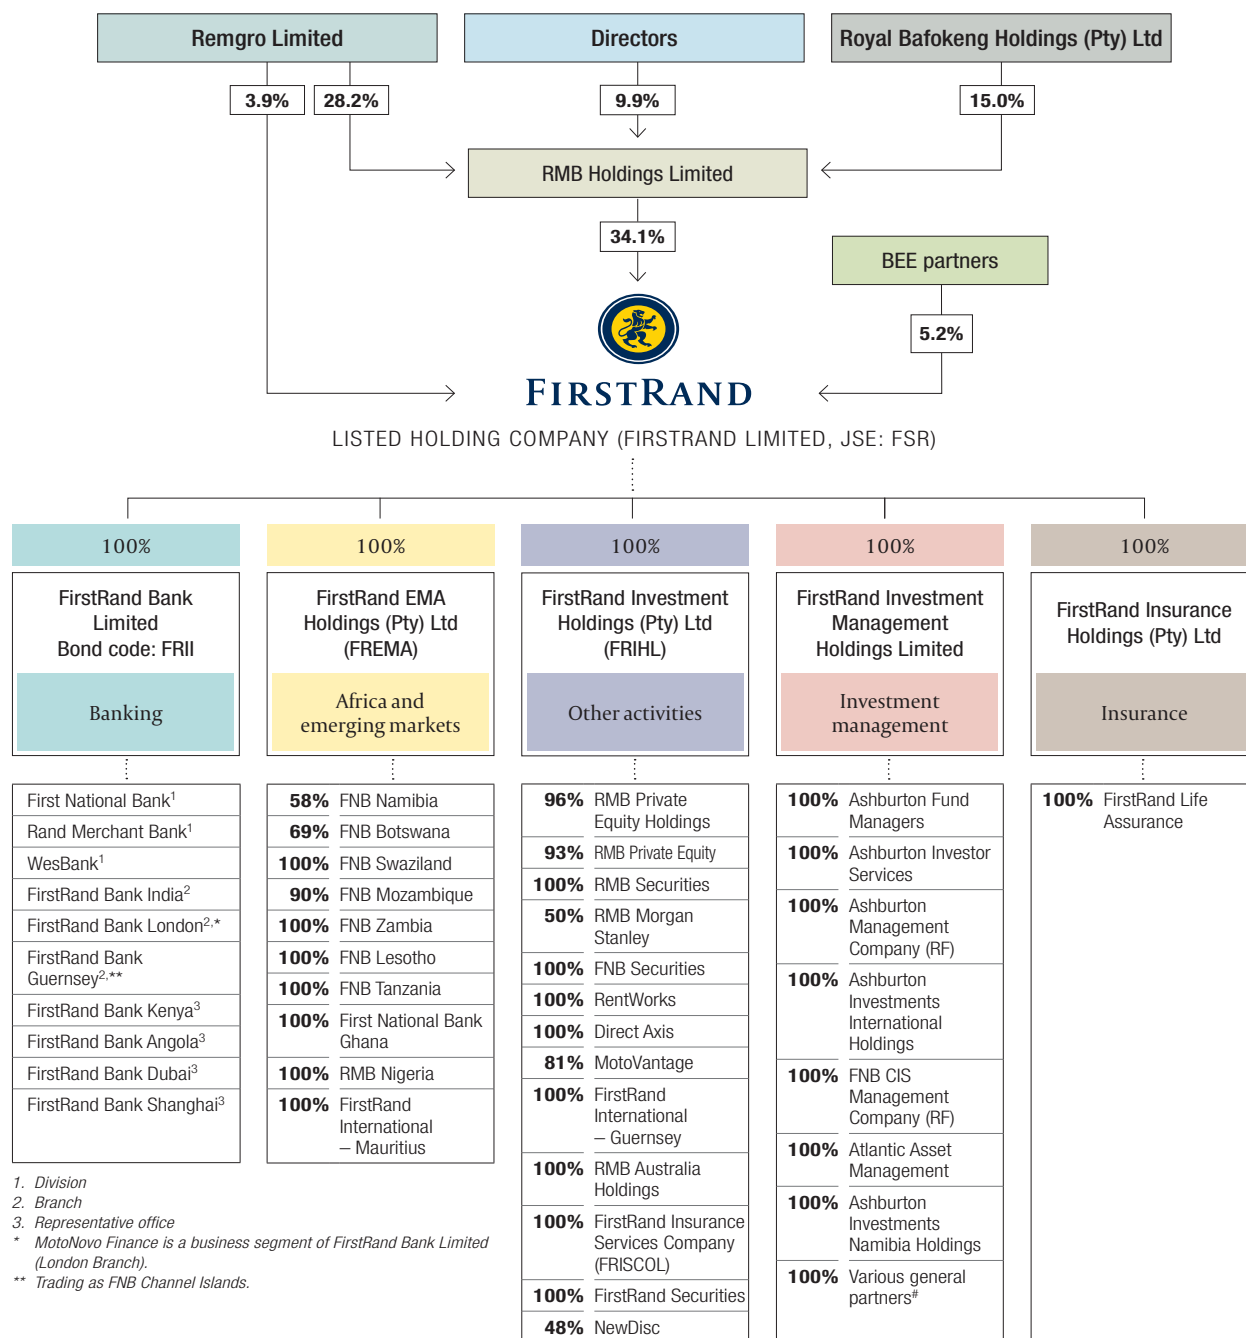 Remgro Limited
Directors
Royal Bafokeng Holdings (Pty) Ltd
3.9%
28.2%
9.9%
15.0%
RMB Holdings Limited
34.1%
BEE partners
5.2%
FIRSTRAND
LISTED HOLDING COMPANY (FIRSTRAND LIMITED, JSE: FSR)
100%
FirstRand Bank
Limited
Bond code: FRII
Banking
First National Bank¹
Rand Merchant Bank¹
WesBank¹
FirstRand Bank India²
FirstRand Bank London²,*
FirstRand Bank
Guernsey²,**
FirstRand Bank Kenya³
FirstRand Bank Angola³
FirstRand Bank Dubai³
FirstRand Bank Shanghai³
100%
FirstRand EMA
Holdings (Pty) Ltd
(FREMA)
Africa and
emerging markets
58% FNB Namibia
69% FNB Botswana
100% FNB Swaziland
90% FNB Mozambique
100% FNB Zambia
100% FNB Lesotho
100% FNB Tanzania
100% First National Bank
Ghana
100% RMB Nigeria
100% FirstRand
International
– Mauritius
100%
FirstRand Investment
Holdings (Pty) Ltd
(FRIHL)
Other activities
96% RMB Private
Equity Holdings
93% RMB Private Equity
100% RMB Securities
50% RMB Morgan
Stanley
100% FNB Securities
100% RentWorks
100% Direct Axis
81% MotoVantage
100% FirstRand
International
– Guernsey
100% RMB Australia
Holdings
100% FirstRand Insurance
Services Company
(FRISCOL)
100% FirstRand Securities
48% NewDisc
100%
FirstRand Investment
Management
Holdings Limited
Investment
management
100% Ashburton Fund
Managers
100% Ashburton Investor
Services
100% Ashburton
Management
Company (RF)
100% Ashburton
Investments
International
Holdings
100% FNB CIS
Management
Company (RF)
100% Atlantic Asset
Management
100% Ashburton
Investments
Namibia Holdings
100% Various general
partners#
100%
FirstRand Insurance
Holdings (Pty) Ltd
Insurance
100% FirstRand Life
Assurance
1. Division
2. Branch
3. Representative office
* MotoNovo Finance is a business segment of FirstRand Bank Limited
(London Branch).
** Trading as FNB Channel Islands.